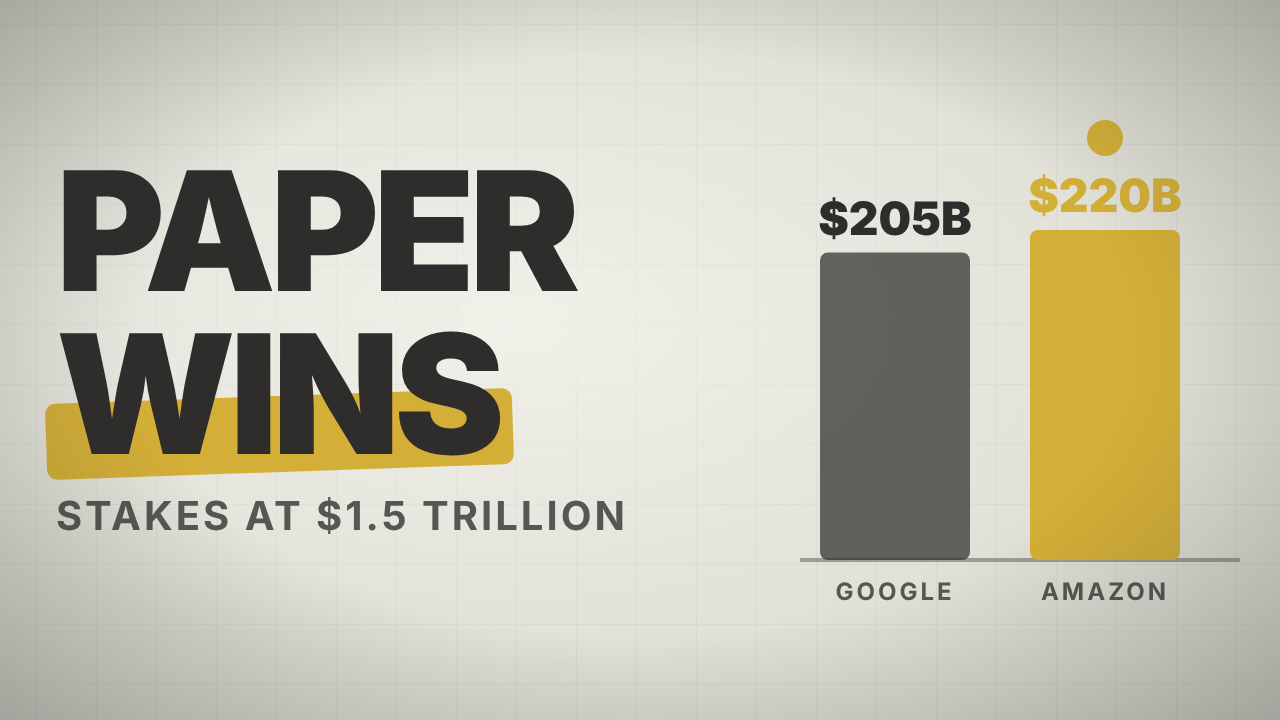 PAPER
WINS
STAKES AT $1.5 TRILLION
$205B
$220B
GOOGLE
AMAZON